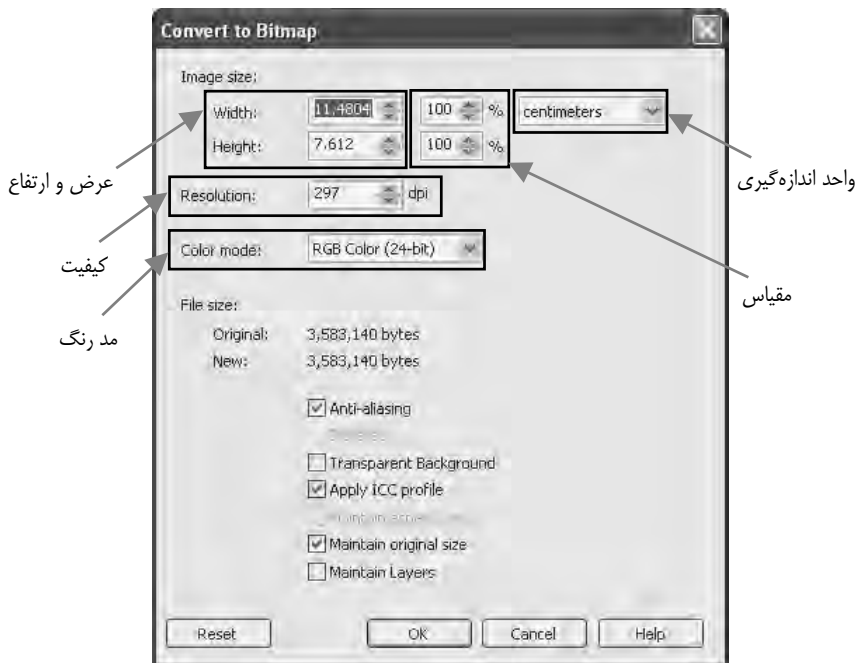 Convert to Bitmap
Image size:
Width: 11.4804 100 % centimeters
Height: 7.612 100 % 
عرض و ارتفاع
واحد اندازه‌گیری
Resolution: 297 dpi
کیفیت
Color mode: RGB Color (24-bit)
مقیاس
مد رنگ
File size:
Original: 3,583,140 bytes
New: 3,583,140 bytes
Anti-aliasing
Transparent Background
Apply ICC profile
Maintain original size
Maintain Layers
Reset OK Cancel Help